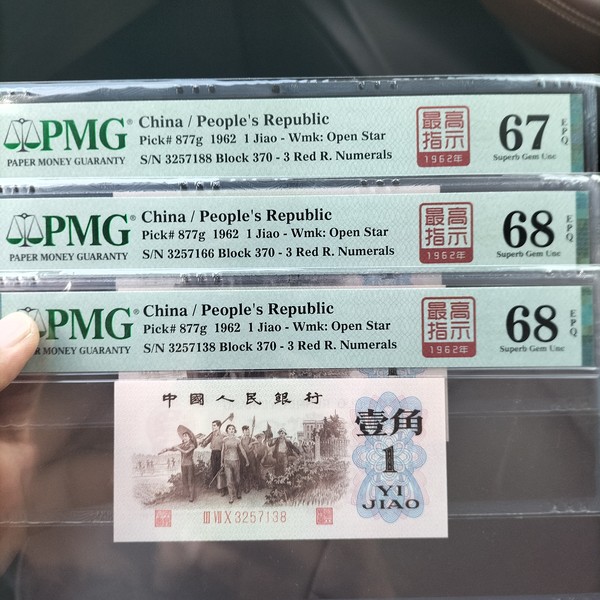 PMG®
PAPER MONEY GUARANTY
China / People's Republic
Pick# 877g 1962 1 Jiao - Wmk: Open Star
S/N 3257188 Block 370 - 3 Red R. Numerals
最高
指示
1962年
67
EPQ
Superb Gem Unc
PMG®
PAPER MONEY GUARANTY
China / People's Republic
Pick# 877g 1962 1 Jiao - Wmk: Open Star
S/N 3257166 Block 370 - 3 Red R. Numerals
最高
指示
1962年
68
EPQ
Superb Gem Unc
PMG®
MONEY GUARANTY
China / People's Republic
Pick# 877g 1962 1 Jiao - Wmk: Open Star
S/N 3257138 Block 370 - 3 Red R. Numerals
最高
指示
1962年
68
EPQ
Superb Gem Unc
中國人民銀行
壹角
1
YI
JIAO
III VII X 3257138